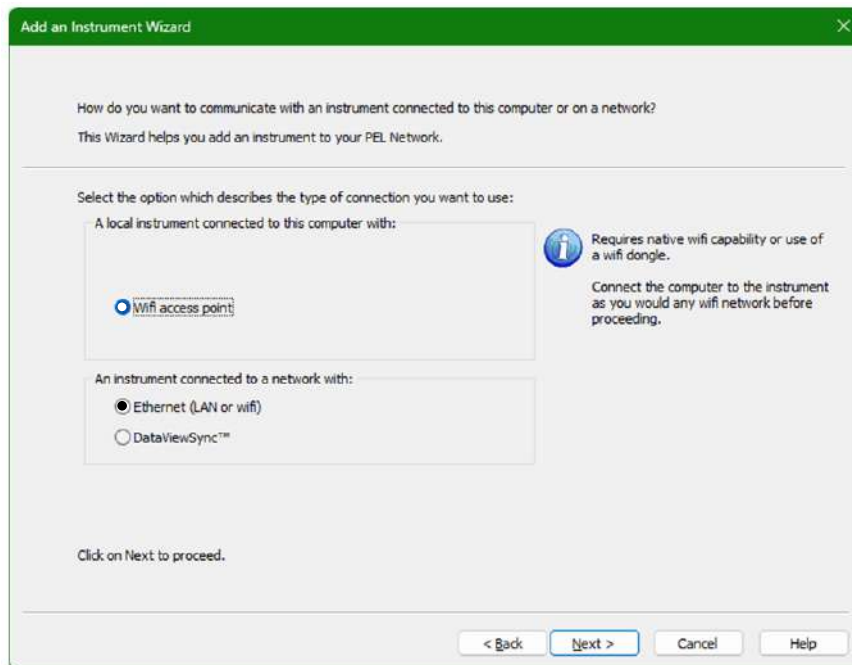 Add an Instrument Wizard
How do you want to communicate with an instrument connected to this computer or on a network?
This Wizard helps you add an instrument to your PEL Network.
Select the option which describes the type of connection you want to use:
A local instrument connected to this computer with:
Wifi access point
Requires native wifi capability or use of
a wifi dongle.
Connect the computer to the instrument
as you would any wifi network before
proceeding.
An instrument connected to a network with:
Ethernet (LAN or wifi)
DataViewSync™
Click on Next to proceed.
< Back
Next >
Cancel
Help